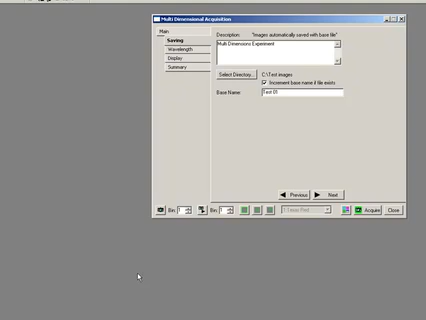 Multi Dimensional Acquisition
Main
Saving
Wavelength
Display
Summary
Description: "Images automatically saved with base file"
Multi Dimensions Experiment
Select Directory... C:\Test images
Increment base name if file exists
Base Name: Test 01
Previous Next
Bin: 1 Bin: 1 Acquire Close